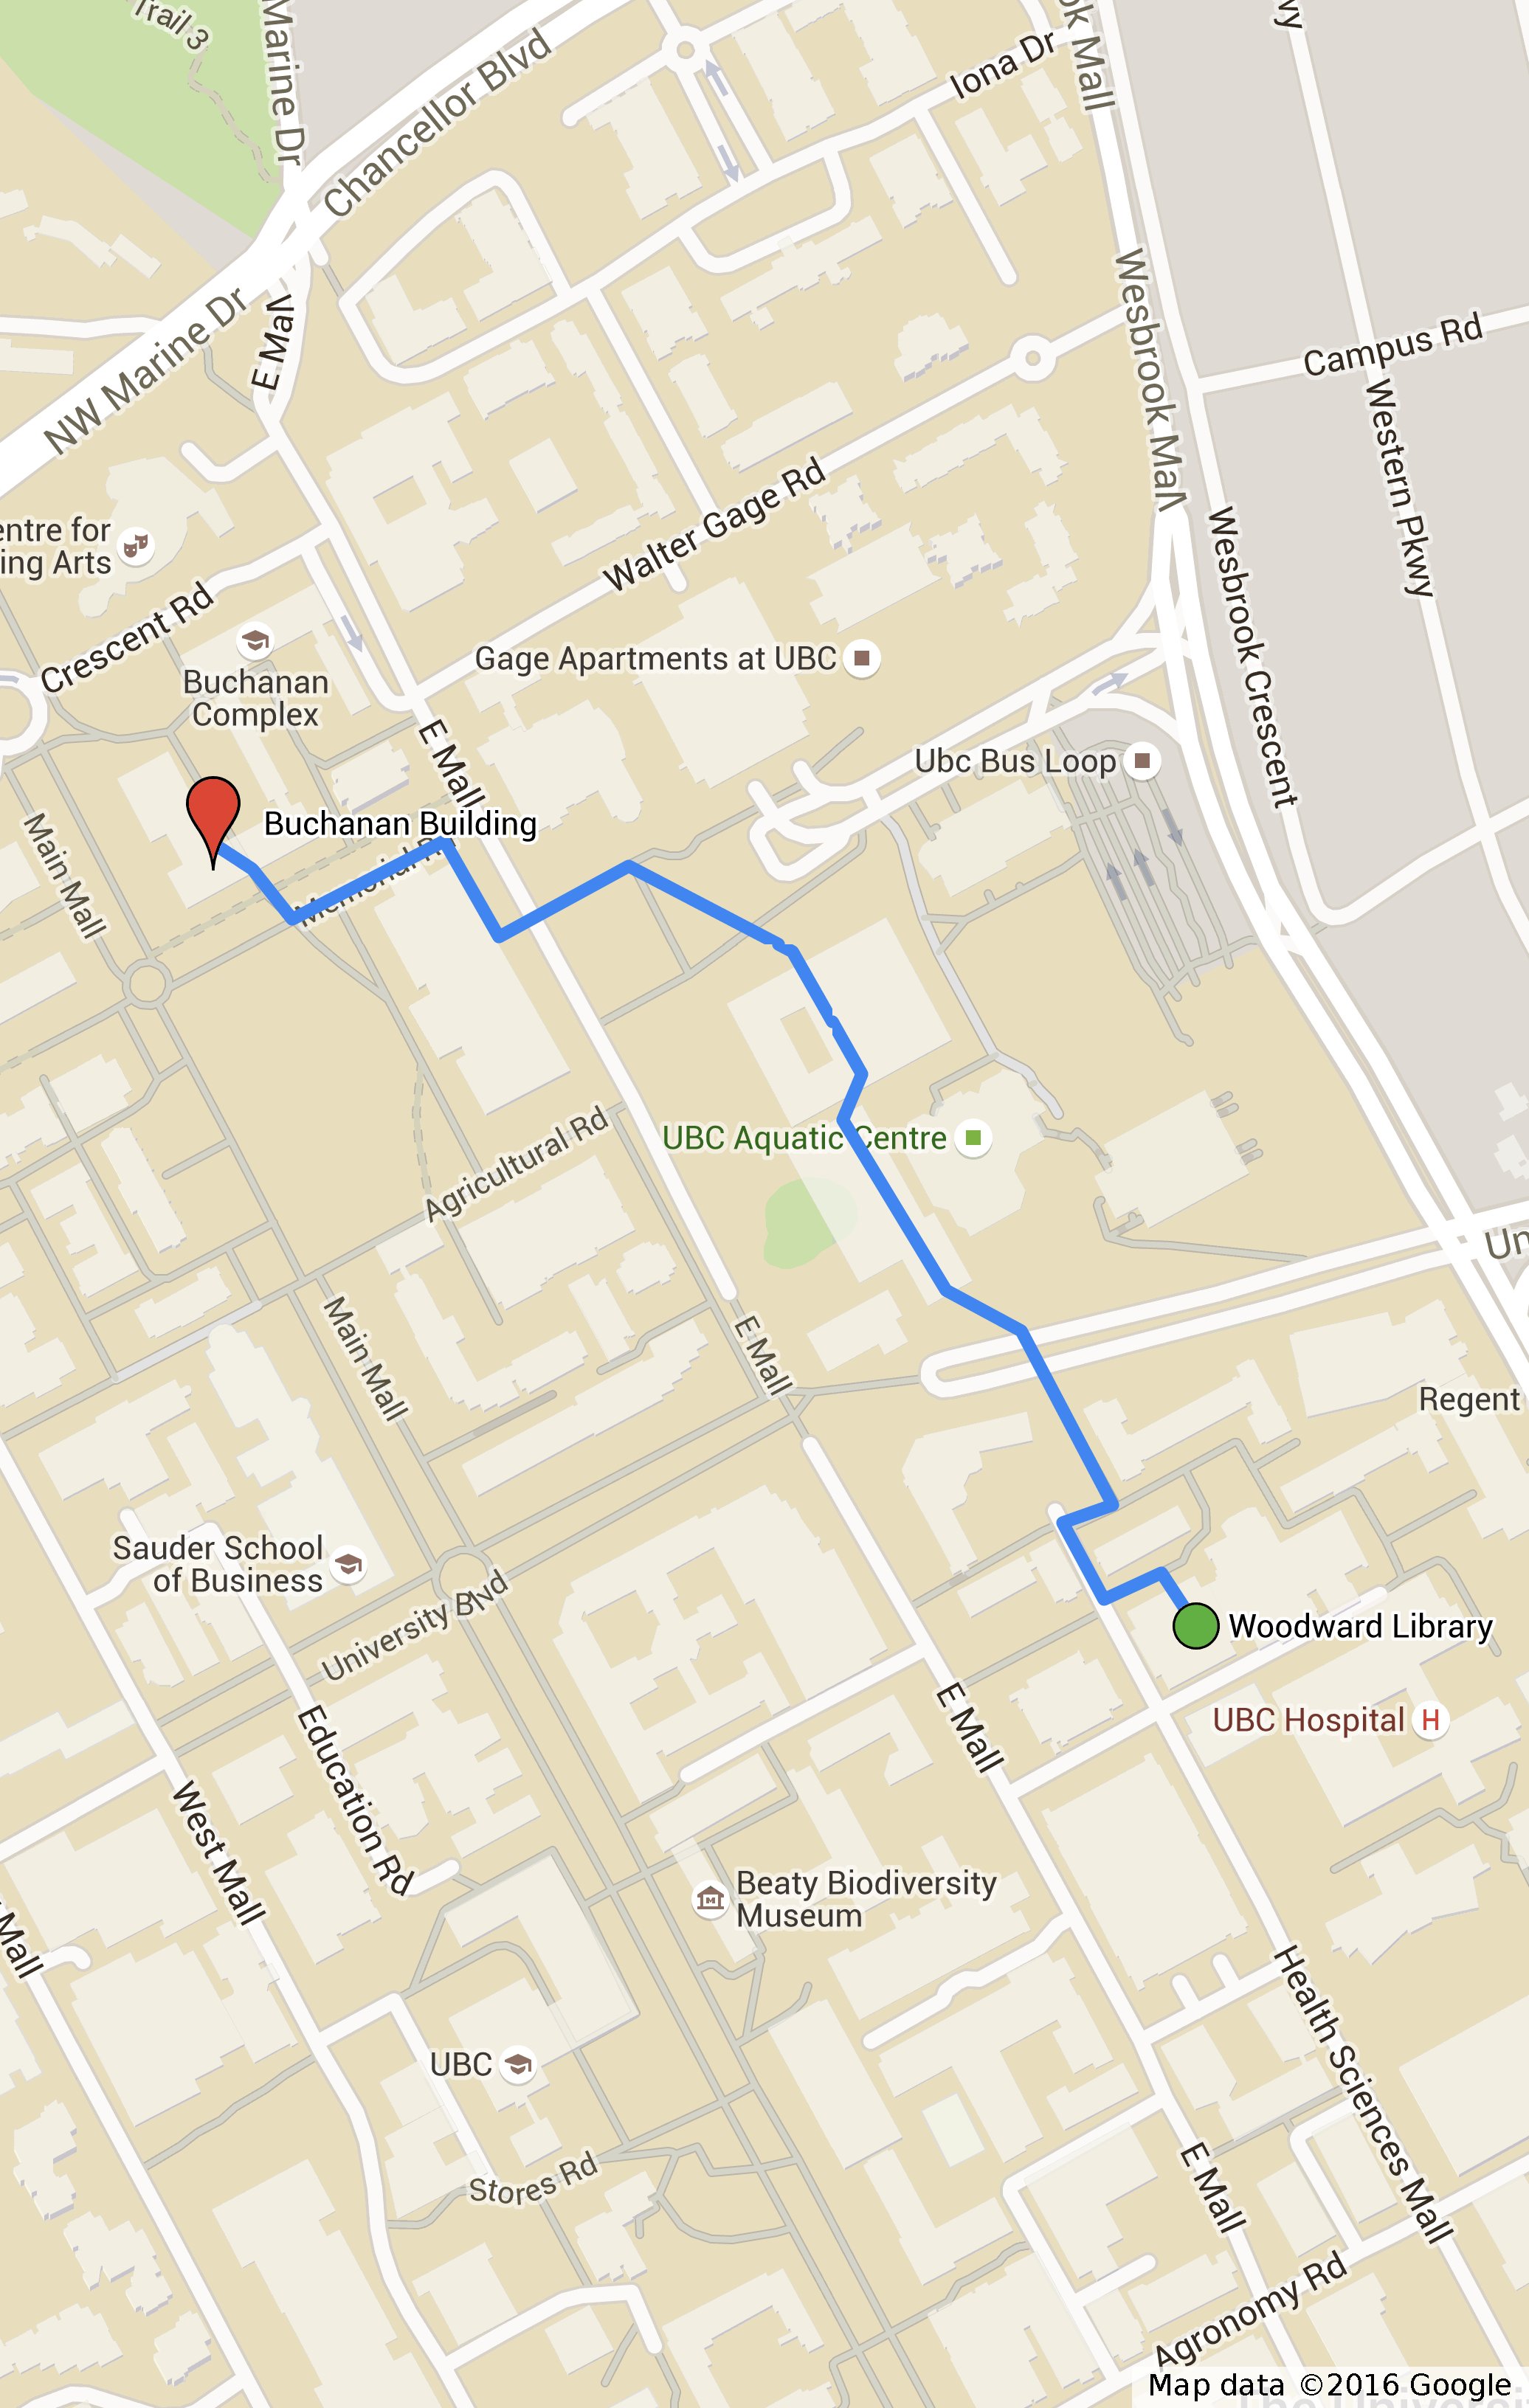 Trail 3
Marine Dr
Chancellor Blvd
Iona Dr
ok Mall
wy
NW Marine Dr
E Mall
Wesbrook Mall
Campus Rd
Western Pkwy
Wesbrook Crescent
entre for
ing Arts
Crescent Rd
Walter Gage Rd
Buchanan
Complex
Gage Apartments at UBC
E Mall
Ubc Bus Loop
Buchanan Building
Main Mall
UBC Aquatic Centre
Agricultural Rd
Un
Main Mall
E Mall
Regent
Sauder School
of Business
University Blvd
Woodward Library
E Mall
UBC Hospital
H
Education Rd
West Mall
Mall
Beaty Biodiversity
Museum
M
Health Sciences Mall
UBC
Stores Rd
E Mall
Agronomy Rd
Map data ©2016 Google